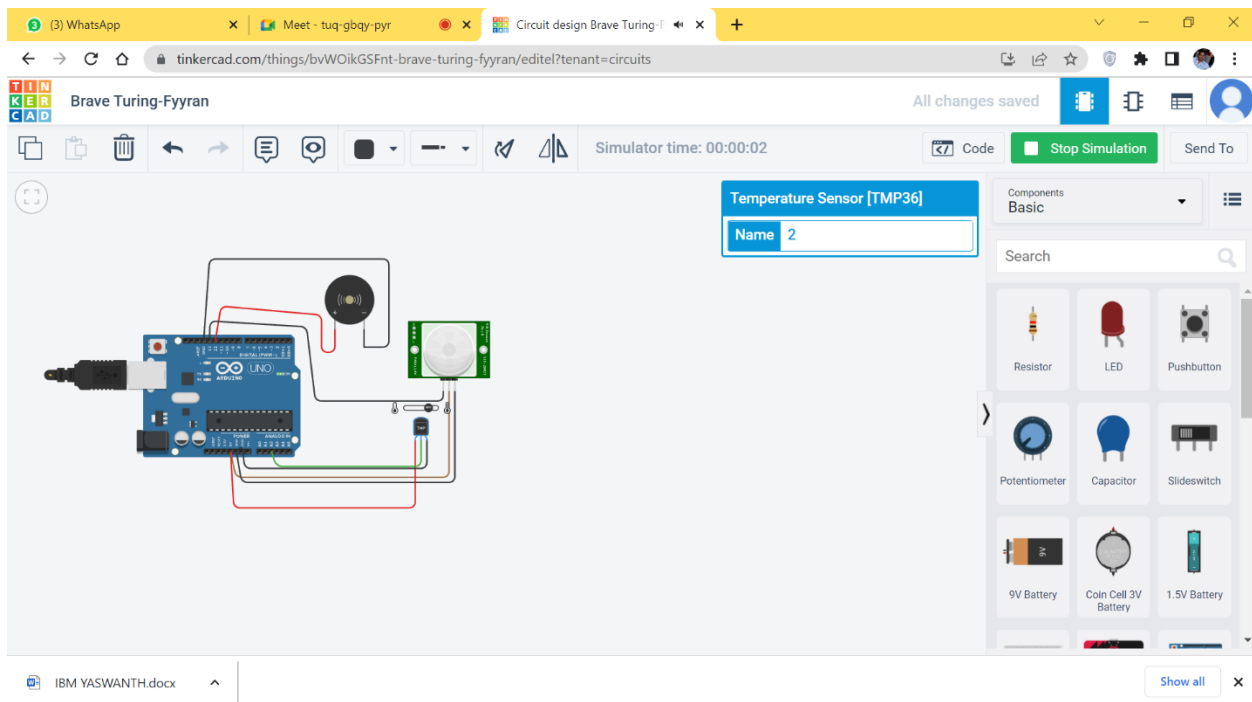 3 (3) WhatsApp
Meet - tuq-gbqy-pyr
Circuit design Brave Turing-F
tinkercad.com/things/bvWOikGSFnt-brave-turing-fyyran/editel?tenant=circuits
TIN
KER
CAD
Brave Turing-Fyyran
All changes saved
Simulator time: 00:00:02
Code
Stop Simulation
Send To
Temperature Sensor [TMP36]
Name 2
Components
Basic
Search
Resistor
LED
Pushbutton
Potentiometer
Capacitor
Slideswitch
9V
9V Battery
Coin Cell 3V
Battery
1.5V Battery
DIGITAL (PWM~)
UNO
ARDUINO
POWER
ANALOG IN
TMP
IBM YASWANTH.docx
Show all